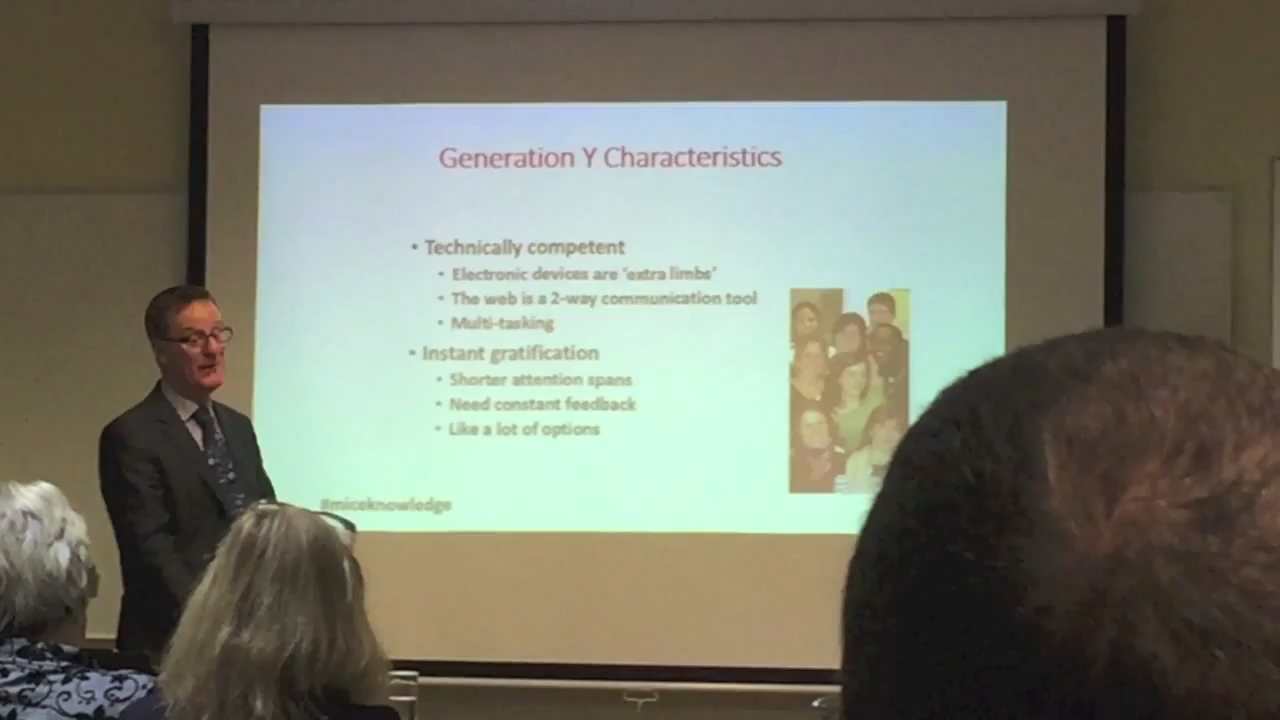 Generation Y Characteristics
• Technically competent
• Electronic devices are 'extra limbs'
• The web is a 2-way communication tool
• Multi-tasking
• Instant gratification
• Shorter attention spans
• Need constant feedback
• Like a lot of options
#miceknowledge